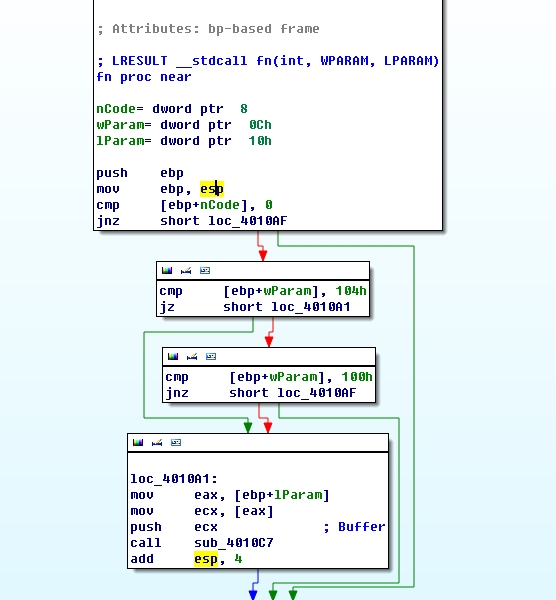 ; Attributes: bp-based frame
; LRESULT __stdcall fn(int, WPARAM, LPARAM)
fn proc near
nCode= dword ptr  8
wParam= dword ptr  0Ch
lParam= dword ptr  10h
push    ebp
mov     ebp, esp
cmp     [ebp+nCode], 0
jnz     short loc_4010AF
cmp     [ebp+wParam], 104h
jz      short loc_4010A1
cmp     [ebp+wParam], 100h
jnz     short loc_4010AF
loc_4010A1:
mov     eax, [ebp+lParam]
mov     ecx, [eax]
push    ecx             ; Buffer
call    sub_4010C7
add     esp, 4